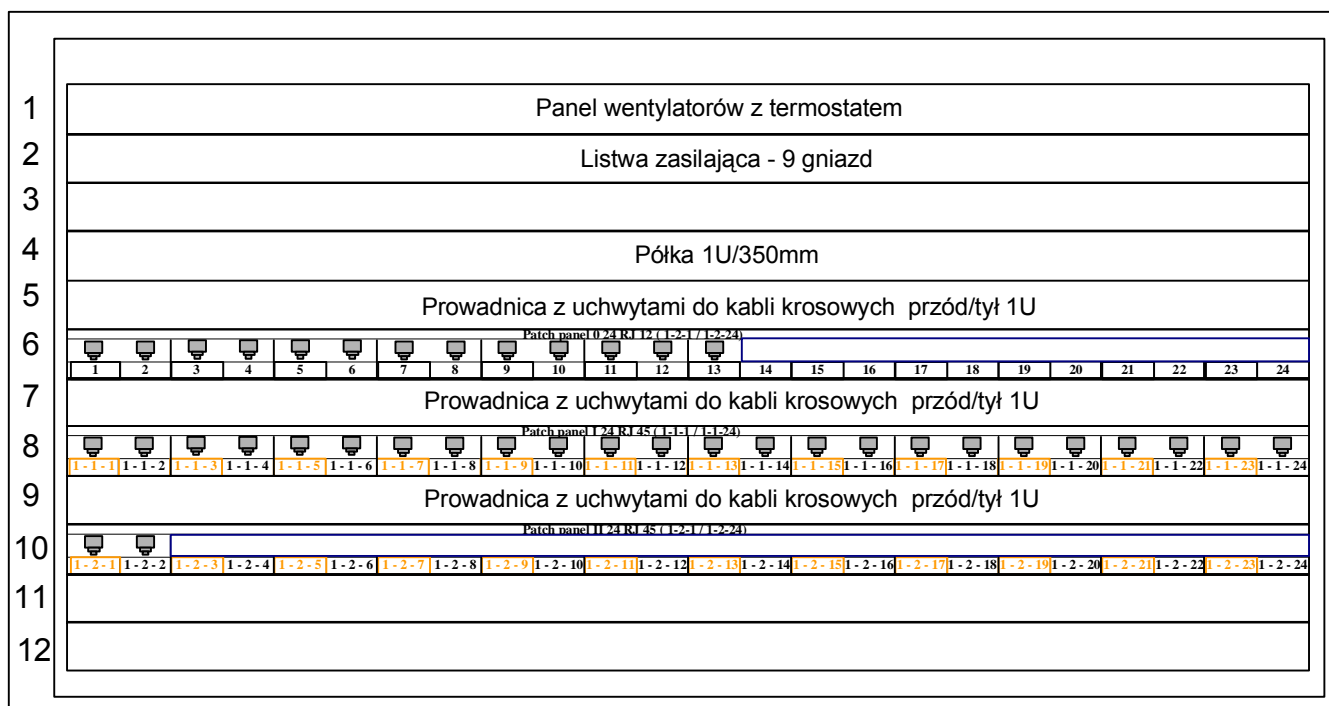 1 Panel wentylatorów z termostatem
2 Listwa zasilająca - 9 gniazd
3
4 Półka 1U/350mm
5 Prowadnica z uchwytami do kabli krosowych przód/tył 1U
Patch panel 0 24 RJ 12 ( 1-2-1 / 1-2-24)
6
1 2 3 4 5 6 7 8 9 10 11 12 13 14 15 16 17 18 19 20 21 22 23 24
7 Prowadnica z uchwytami do kabli krosowych przód/tył 1U
Patch panel I 24 RJ 45 ( 1-1-1 / 1-1-24)
8
1 - 1 - 1 1 - 1 - 2 1 - 1 - 3 1 - 1 - 4 1 - 1 - 5 1 - 1 - 6 1 - 1 - 7 1 - 1 - 8 1 - 1 - 9 1 - 1 - 10 1 - 1 - 11 1 - 1 - 12 1 - 1 - 13 1 - 1 - 14 1 - 1 - 15 1 - 1 - 16 1 - 1 - 17 1 - 1 - 18 1 - 1 - 19 1 - 1 - 20 1 - 1 - 21 1 - 1 - 22 1 - 1 - 23 1 - 1 - 24
9 Prowadnica z uchwytami do kabli krosowych przód/tył 1U
Patch panel II 24 RJ 45 ( 1-2-1 / 1-2-24)
10
1 - 2 - 1 1 - 2 - 2 1 - 2 - 3 1 - 2 - 4 1 - 2 - 5 1 - 2 - 6 1 - 2 - 7 1 - 2 - 8 1 - 2 - 9 1 - 2 - 10 1 - 2 - 11 1 - 2 - 12 1 - 2 - 13 1 - 2 - 14 1 - 2 - 15 1 - 2 - 16 1 - 2 - 17 1 - 2 - 18 1 - 2 - 19 1 - 2 - 20 1 - 2 - 21 1 - 2 - 22 1 - 2 - 23 1 - 2 - 24
11
12